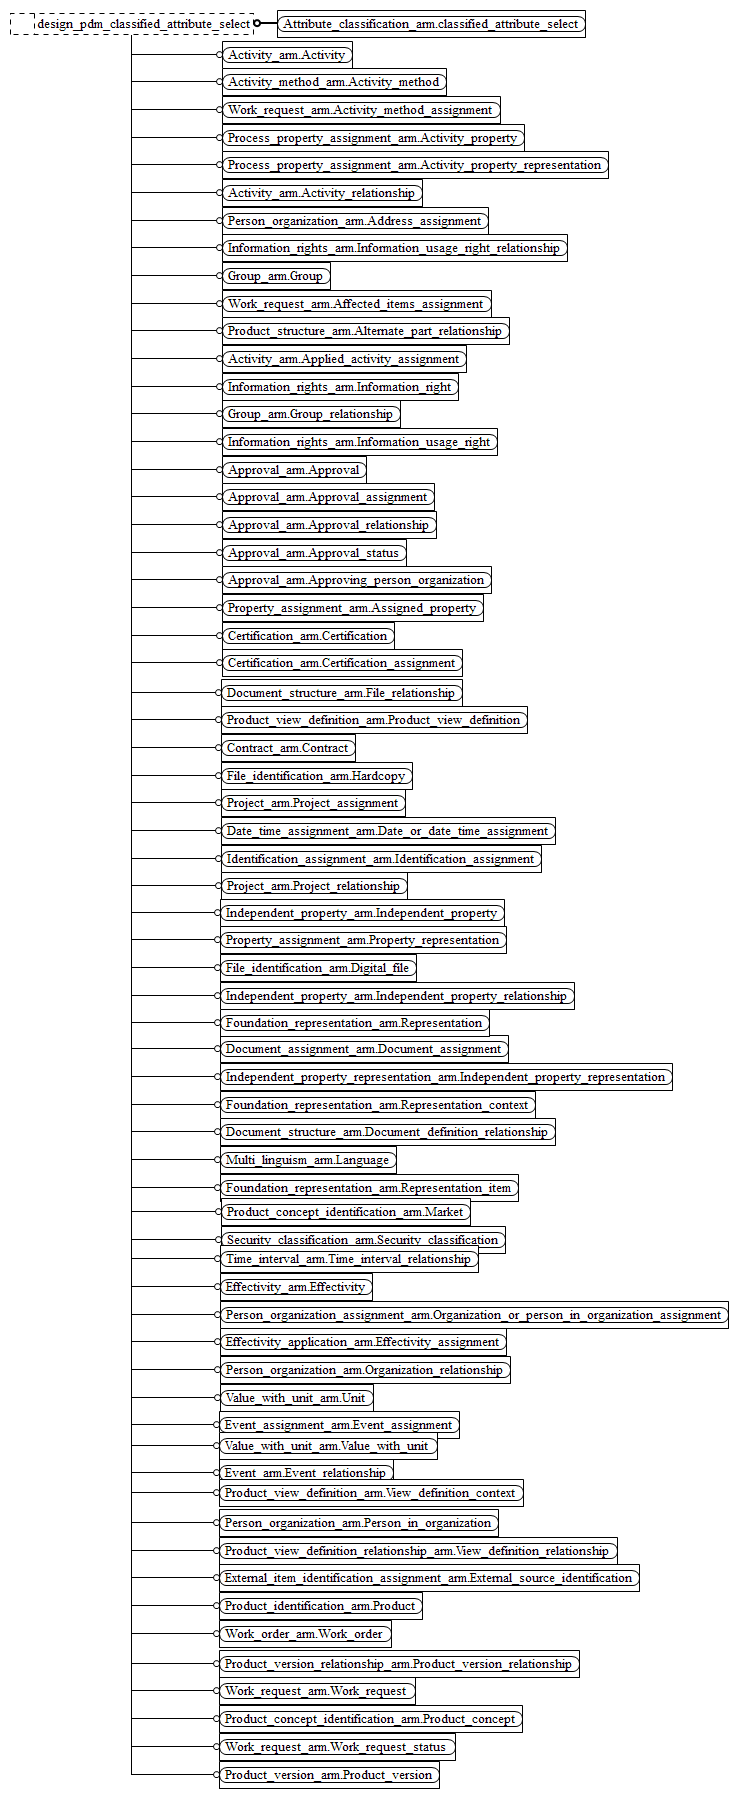 design_pdm_classified_attribute_select
Attribute_classification_arm.classified_attribute_select
Activity_arm.Activity
Activity_method_arm.Activity_method
Work_request_arm.Activity_method_assignment
Process_property_assignment_arm.Activity_property
Process_property_assignment_arm.Activity_property_representation
Activity_arm.Activity_relationship
Person_organization_arm.Address_assignment
Information_rights_arm.Information_usage_right_relationship
Group_arm.Group
Work_request_arm.Affected_items_assignment
Product_structure_arm.Alternate_part_relationship
Activity_arm.Applied_activity_assignment
Information_rights_arm.Information_right
Group_arm.Group_relationship
Information_rights_arm.Information_usage_right
Approval_arm.Approval
Approval_arm.Approval_assignment
Approval_arm.Approval_relationship
Approval_arm.Approval_status
Approval_arm.Approving_person_organization
Property_assignment_arm.Assigned_property
Certification_arm.Certification
Certification_arm.Certification_assignment
Document_structure_arm.File_relationship
Product_view_definition_arm.Product_view_definition
Contract_arm.Contract
File_identification_arm.Hardcopy
Project_arm.Project_assignment
Date_time_assignment_arm.Date_or_date_time_assignment
Identification_assignment_arm.Identification_assignment
Project_arm.Project_relationship
Independent_property_arm.Independent_property
Property_assignment_arm.Property_representation
File_identification_arm.Digital_file
Independent_property_arm.Independent_property_relationship
Foundation_representation_arm.Representation
Document_assignment_arm.Document_assignment
Independent_property_representation_arm.Independent_property_representation
Foundation_representation_arm.Representation_context
Document_structure_arm.Document_definition_relationship
Multi_linguism_arm.Language
Foundation_representation_arm.Representation_item
Product_concept_identification_arm.Market
Security_classification_arm.Security_classification
Time_interval_arm.Time_interval_relationship
Effectivity_arm.Effectivity
Person_organization_assignment_arm.Organization_or_person_in_organization_assignment
Effectivity_application_arm.Effectivity_assignment
Person_organization_arm.Organization_relationship
Value_with_unit_arm.Unit
Event_assignment_arm.Event_assignment
Value_with_unit_arm.Value_with_unit
Event_arm.Event_relationship
Product_view_definition_arm.View_definition_context
Person_organization_arm.Person_in_organization
Product_view_definition_relationship_arm.View_definition_relationship
External_item_identification_assignment_arm.External_source_identification
Product_identification_arm.Product
Work_order_arm.Work_order
Product_version_relationship_arm.Product_version_relationship
Work_request_arm.Work_request
Product_concept_identification_arm.Product_concept
Work_request_arm.Work_request_status
Product_version_arm.Product_version